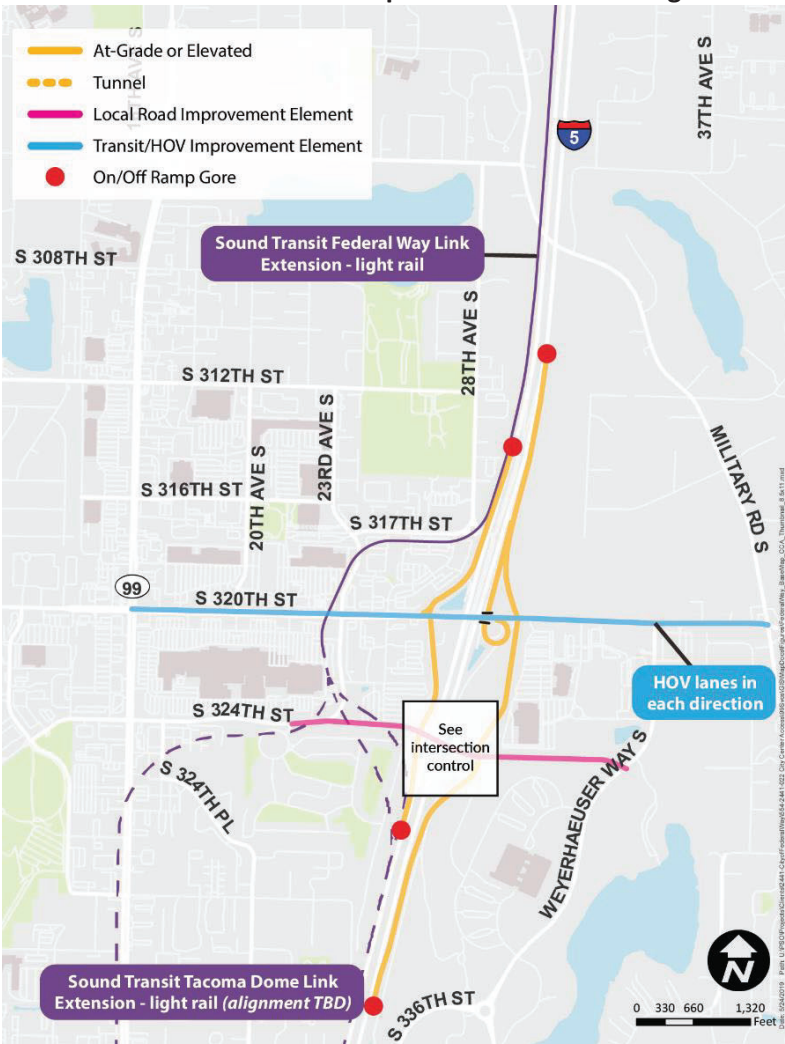 At-Grade or Elevated
Tunnel
Local Road Improvement Element
Transit/HOV Improvement Element
On/Off Ramp Gore
37TH AVE S
5
Sound Transit Federal Way Link
Extension - light rail
S 308TH ST
28TH AVE S
S 312TH ST
23RD AVE S
20TH AVE S
MILITARY RD S
S 316TH ST
S 317TH ST
99
S 320TH ST
HOV lanes in
each direction
S 324TH ST
See
intersection
control
S 324TH PL
WEYERHAEUSER WAY S
Sound Transit Tacoma Dome Link
Extension - light rail (alignment TBD)
S 336TH ST
N
0 330 660 1,320
Feet